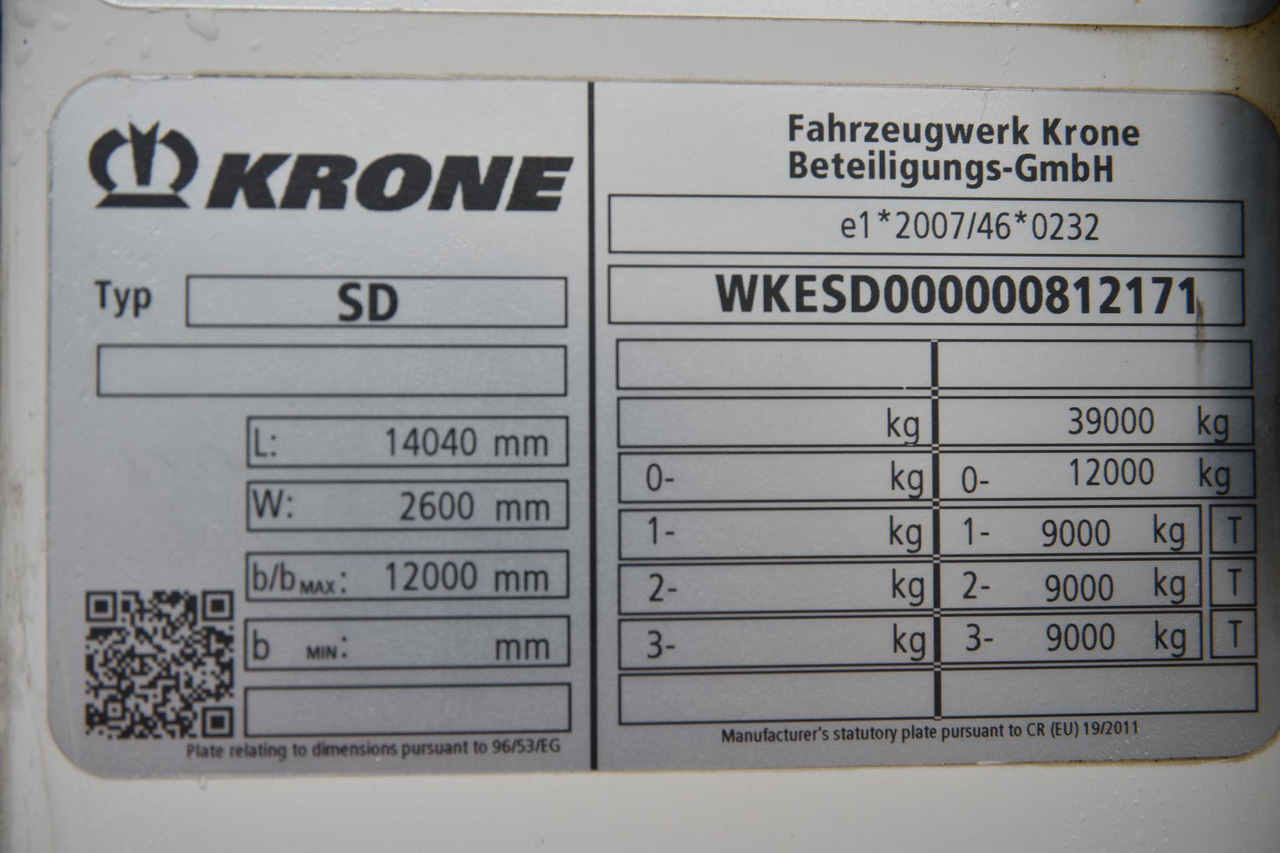 KRONE
Typ SD
L: 14040 mm
W: 2600 mm
b/b MAX: 12000 mm
b MIN: mm
Plate relating to dimensions pursuant to 96/53/EG
Fahrzeugwerk Krone
Beteiligungs-GmbH
e1*2007/46*0232
WKESD000000812171
kg 39000 kg
0- kg 0- 12000 kg
1- kg 1- 9000 kg T
2- kg 2- 9000 kg T
3- kg 3- 9000 kg T
Manufacturer's statutory plate pursuant to CR (EU) 19/2011